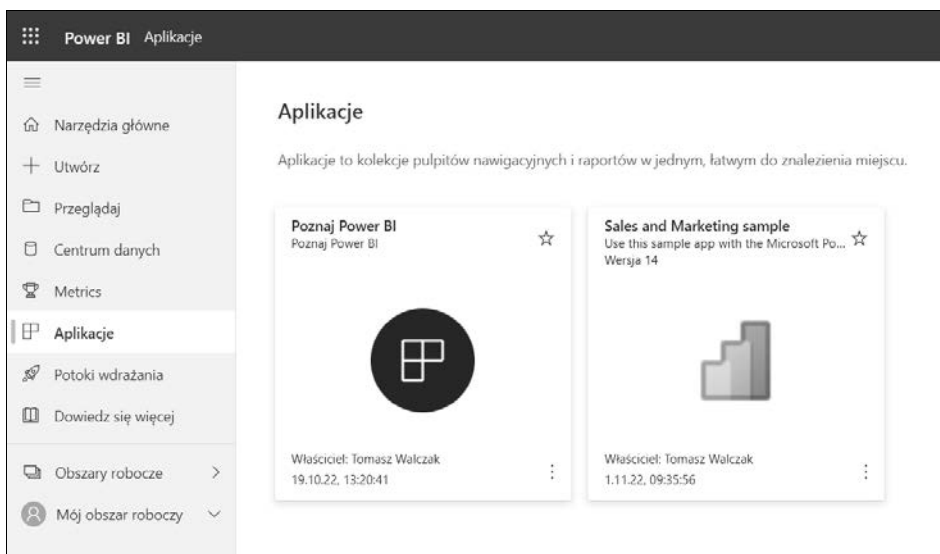 Power BI Aplikacje
Narzędzia główne
Utwórz
Przeglądaj
Centrum danych
Metrics
Aplikacje
Potoki wdrażania
Dowiedz się więcej
Obszary robocze
Mój obszar roboczy
Aplikacje
Aplikacje to kolekcje pulpitów nawigacyjnych i raportów w jednym, łatwym do znalezienia miejscu.
Poznaj Power BI
Poznaj Power BI
Właściciel: Tomasz Walczak
19.10.22, 13:20:41
Sales and Marketing sample
Use this sample app with the Microsoft Po...
Wersja 14
Właściciel: Tomasz Walczak
1.11.22, 09:35:56